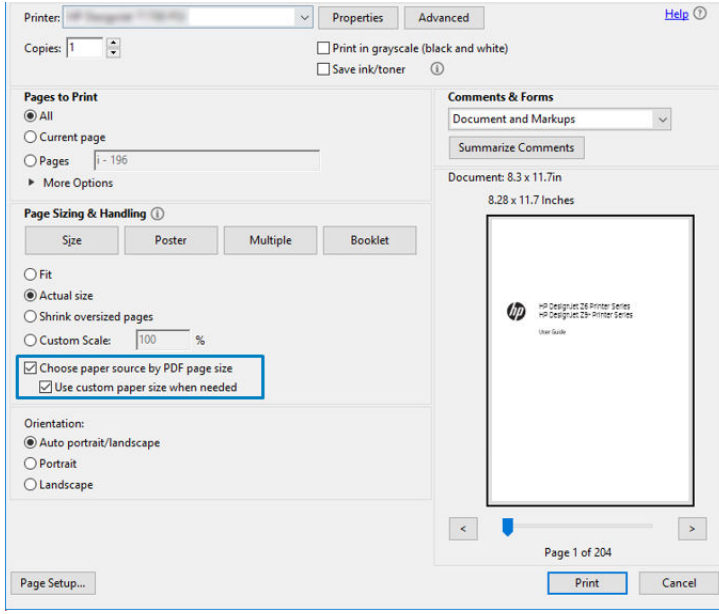 Printer:
Properties
Advanced
Help
Copies: 1
Print in grayscale (black and white)
Save ink/toner
Pages to Print
All
Current page
Pages i - 196
More Options
Comments & Forms
Document and Markups
Summarize Comments
Page Sizing & Handling
Size
Poster
Multiple
Booklet
Fit
Actual size
Shrink oversized pages
Custom Scale: 100 %
Choose paper source by PDF page size
Use custom paper size when needed
Orientation:
Auto portrait/landscape
Portrait
Landscape
Document: 8.3 x 11.7in
8.28 x 11.7 Inches
hp
HP DesignJet Z6 Printer Series
HP DesignJet Z9+ Printer Series
User Guide
<
>
Page 1 of 204
Page Setup...
Print
Cancel